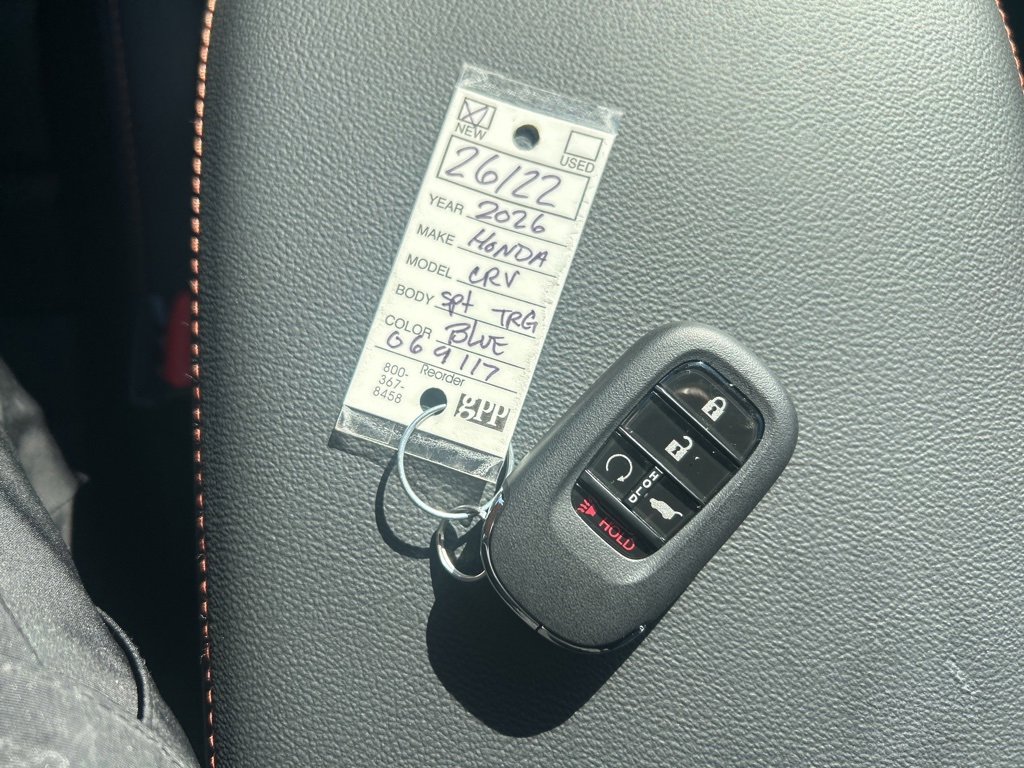 NEW
USED
26/22
YEAR 2026
MAKE HONDA
MODEL CRV
BODY spt TRG
COLOR BLUE
069117
Reorder
800-
367-
8458
gpp
HOLD
HOLD